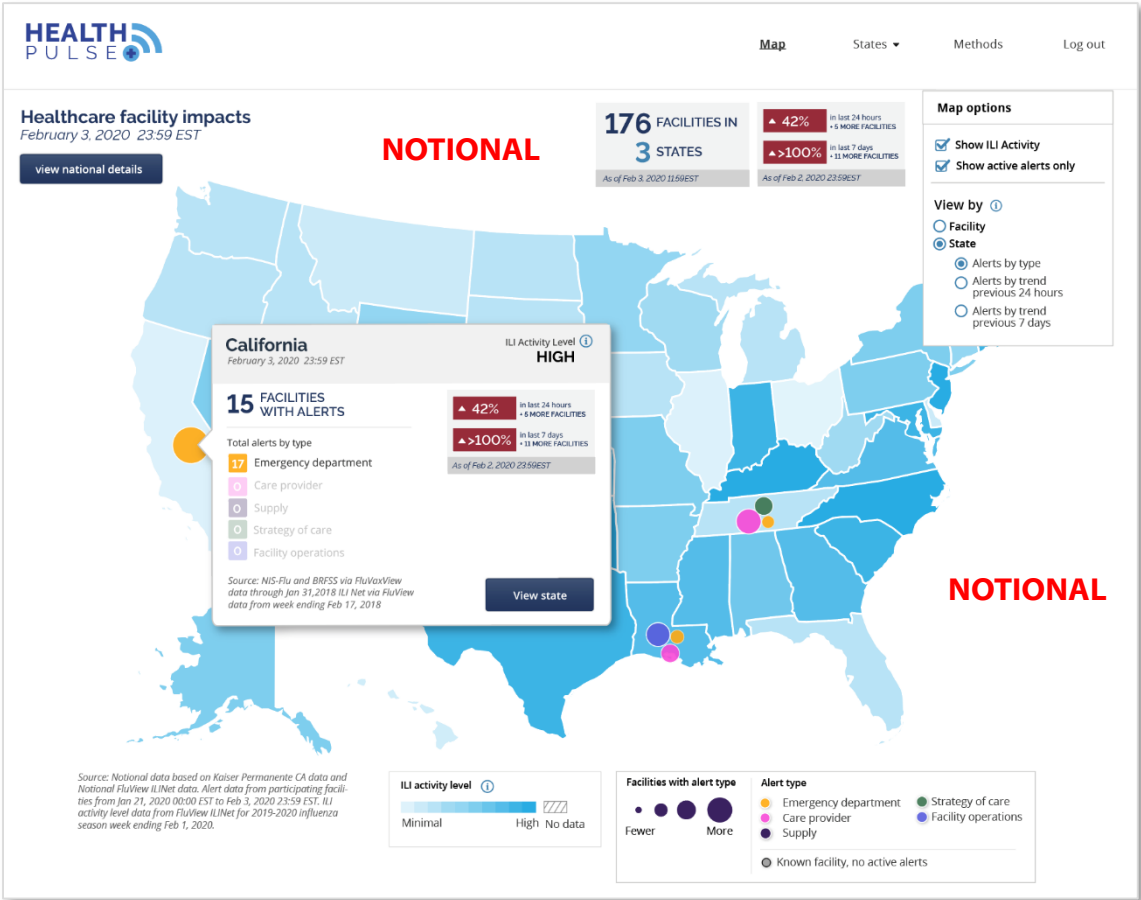 HEALTH
PULSE
Map
States
Methods
Log out
Healthcare facility impacts
February 3, 2020 23:59 EST
view national details
NOTIONAL
176 FACILITIES IN
3 STATES
As of Feb 3, 2020 11:59EST
42%
in last 24 hours
+ 5 MORE FACILITIES
>100%
in last 7 days
+ 11 MORE FACILITIES
As of Feb 2, 2020 23:59EST
Map options
Show ILI Activity
Show active alerts only
View by
Facility
State
Alerts by type
Alerts by trend
previous 24 hours
Alerts by trend
previous 7 days
California
February 3, 2020 23:59 EST
ILI Activity Level
HIGH
15 FACILITIES
WITH ALERTS
42%
in last 24 hours
+ 5 MORE FACILITIES
>100%
in last 7 days
+ 11 MORE FACILITIES
As of Feb 2, 2020 23:59EST
Total alerts by type
17 Emergency department
0 Care provider
0 Supply
0 Strategy of care
0 Facility operations
Source: NIS-Flu and BRFSS via FluVaxView
data through Jan 31,2018 ILI Net via FluView
data from week ending Feb 17, 2018
View state
NOTIONAL
Source: Notional data based on Kaiser Permanente CA data and
Notional FluView ILINet data. Alert data from participating facili-
ties from Jan 21, 2020 00:00 EST to Feb 3, 2020 23:59 EST. ILI
activity level data from FluView ILINet for 2019-2020 influenza
season week ending Feb 1, 2020.
ILI activity level
Minimal
High
No data
Facilities with alert type
Fewer
More
Alert type
Emergency department
Care provider
Supply
Strategy of care
Facility operations
Known facility, no active alerts